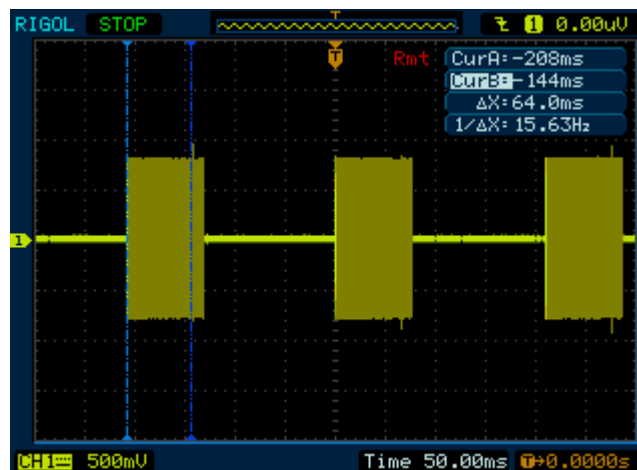 RIGOL STOP T 1 0.00uV
T Rmt CurA:-208ms
CurB:-144ms
ΔX: 64.0ms
1/ΔX: 15.63Hz
1
CH1 500mV Time 50.00ms T→0.0000s